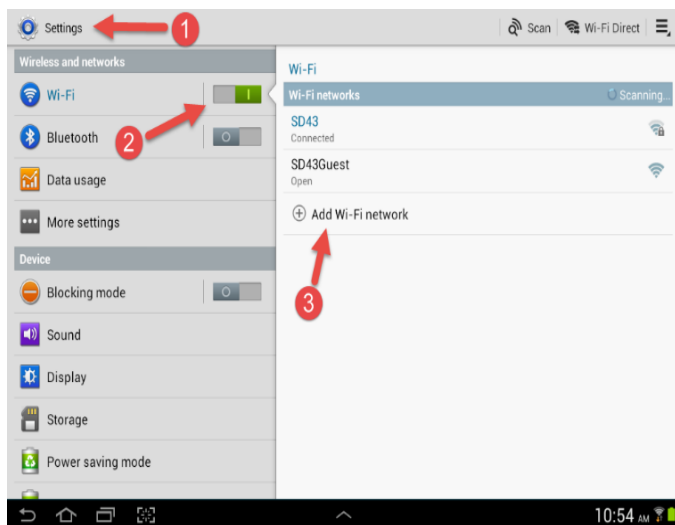 Settings
1
Scan
Wi-Fi Direct
Wireless and networks
Wi-Fi
2
Bluetooth
Data usage
More settings
Device
Blocking mode
Sound
Display
Storage
Power saving mode
Wi-Fi
Wi-Fi networks
Scanning...
SD43
Connected
SD43Guest
Open
Add Wi-Fi network
3
10:54 AM